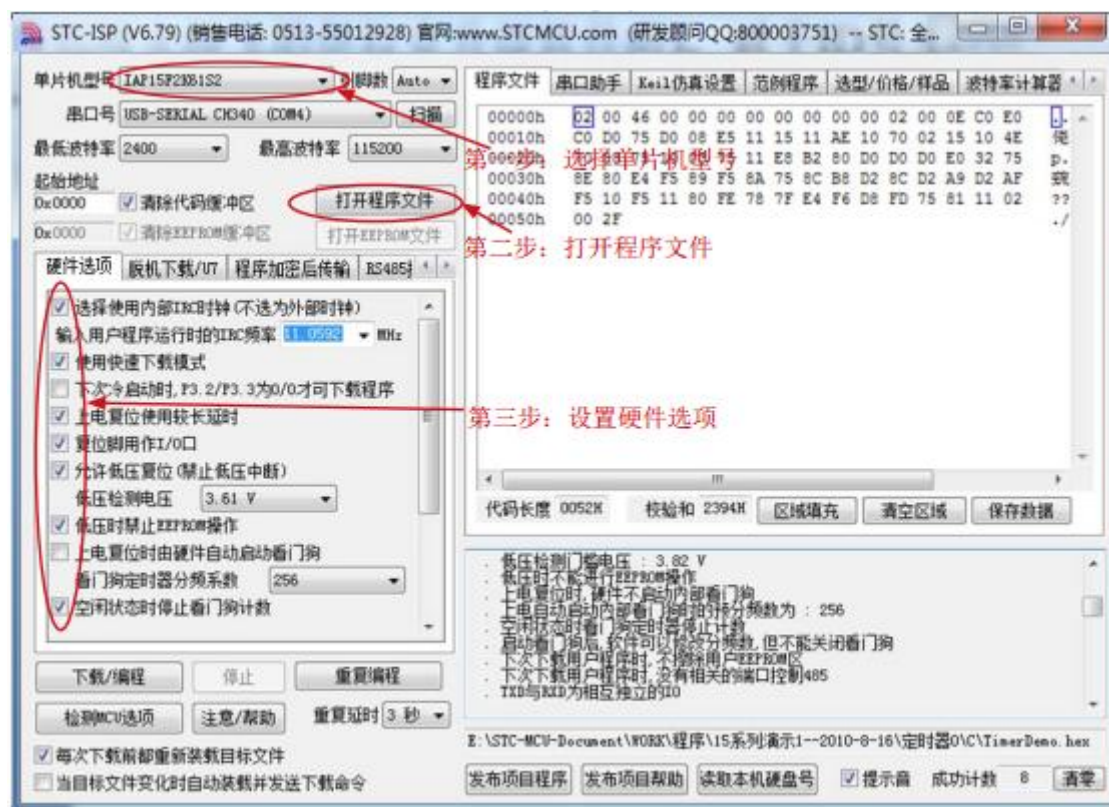 STC-ISP (V6.79) (销售电话: 0513-55012928) 官网:www.STCMCU.com (研发顾问QQ:800003751) -- STC: 全...
单片机型号 IAP15F2K61S2 引脚数 Auto
串口号 USB-SERIAL CH340 (COM4) 扫描
最低波特率 2400 最高波特率 115200
起始地址
0x0000 清除代码缓冲区 打开程序文件
0x0000 清除EEPROM缓冲区 打开EEPROM文件
硬件选项 脱机下载/U7 程序加密后传输 RS485
选择使用内部IRC时钟(不选为外部时钟)
输入用户程序运行时的IRC频率 11.0592 MHz
使用快速下载模式
下次冷启动时,P3.2/P3.3为0/0才可下载程序
上电复位使用较长延时
复位脚用作I/O口
允许低压复位(禁止低压中断)
低压检测电压 3.61 V
低压时禁止EEPROM操作
上电复位时由硬件自动启动看门狗
看门狗定时器分频系数 256
空闲状态时停止看门狗计数
下载/编程 停止 重复编程
检测MCU选项 注意/帮助 重复延时 3 秒
每次下载前都重新装载目标文件
当目标文件变化时自动装载并发送下载命令
程序文件 串口助手 Keil仿真设置 范例程序 选型/价格/样品 波特率计算器
00000h 02 00 46 00 00 00 00 00 00 00 00 02 00 0E C0 E0
00010h C0 D0 75 D0 08 E5 11 15 11 AE 10 70 02 15 10 4E
第一步：选择单片机型号
11 E8 B2 80 D0 D0 D0 E0 32 75 p.
00030h 8E 80 E4 F5 89 F5 8A 75 8C B8 D2 8C D2 A9 D2 AF
00040h F5 10 F5 11 80 FE 78 7F E4 F6 D8 FD 75 81 11 02 ??
00050h 00 2F ./
第二步：打开程序文件
第三步：设置硬件选项
代码长度 0052H 校验和 2394H 区域填充 清空区域 保存数据
. 低压检测门槛电压 : 3.82 V
. 低压时不能进行EEPROM操作
. 上电复位时,硬件不启动内部看门狗
. 上电自动启动内部看门狗时的预分频数为 : 256
. 空闲状态时看门狗定时器停止计数
. 启动看门狗后,软件可以修改分频数,但不能关闭看门狗
. 下次下载用户程序时,不擦除用户EEPROM区
. 下次下载用户程序时,没有相关的端口控制485
. TXD与RXD为相互独立的IO
E:\STC-MCU-Document\WORK\程序\15系列演示1--2010-8-16\定时器0\C\TimerDemo.hex
发布项目程序 发布项目帮助 读取本机硬盘号 提示音 成功计数 8 清零